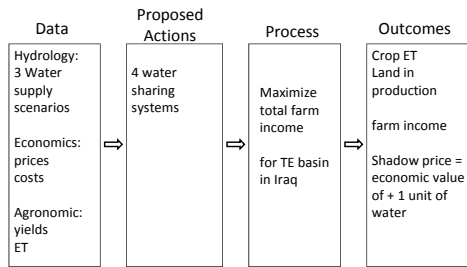 Data
Hydrology:
3 Water
supply
scenarios
Economics:
prices
costs
Agronomic:
yields
ET
Proposed
Actions
4 water
sharing
systems
Process
Maximize
total farm
income
for TE basin
in Iraq
Outcomes
Crop ET
Land in
production
farm income
Shadow price =
economic value
of + 1 unit of
water